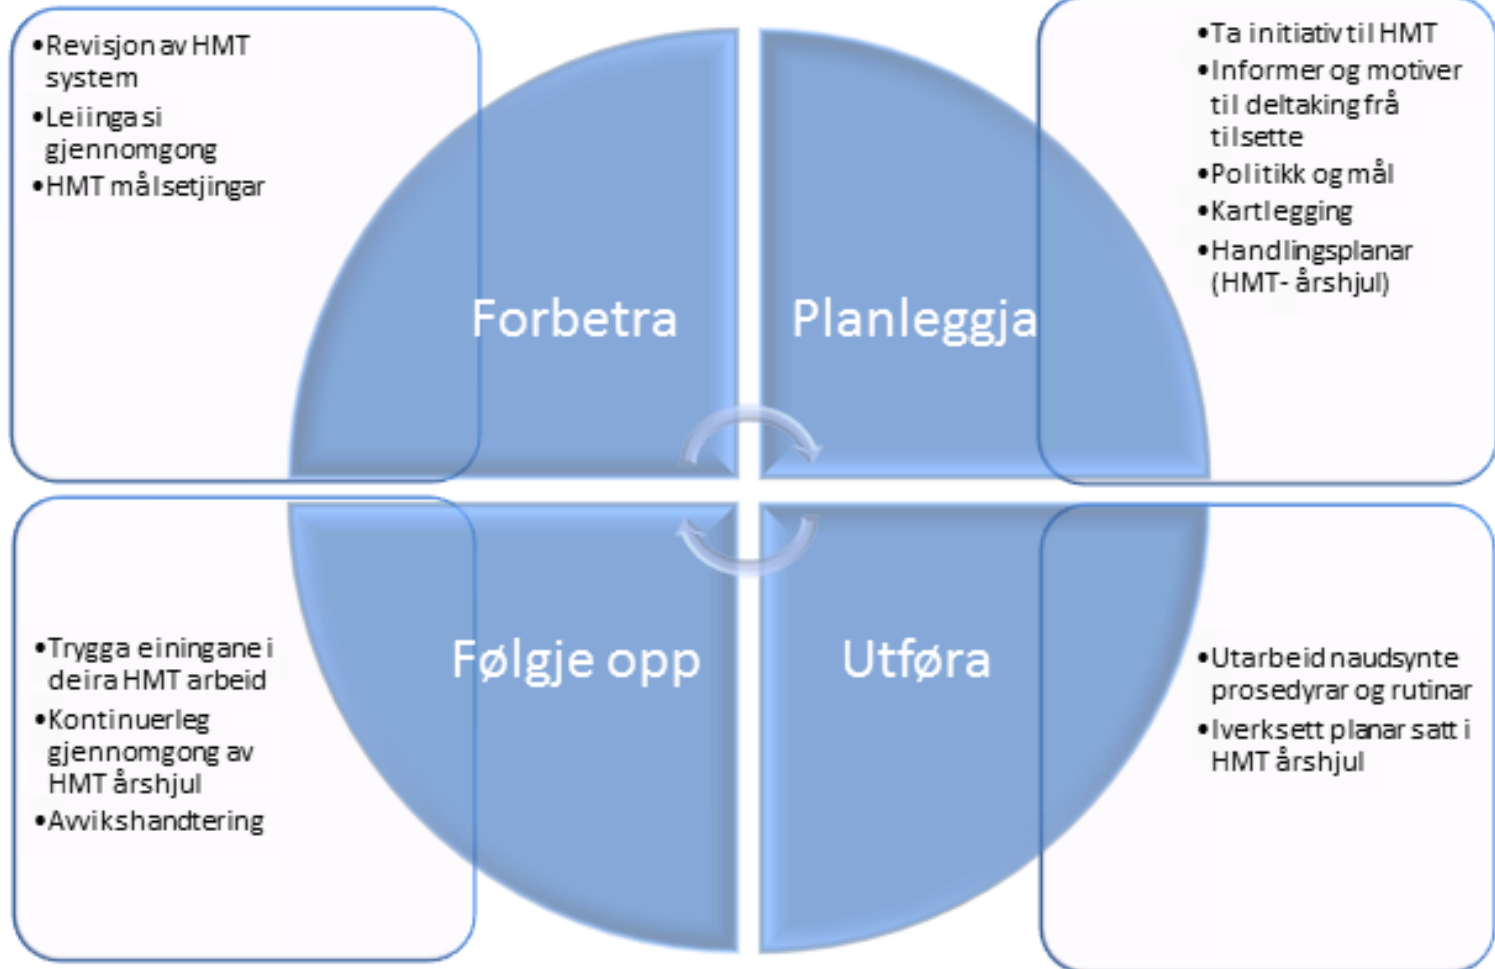 •Revisjon av HMT
system
•Leiinga si
gjennomgong
•HMT målsetjingar
•Ta initiativ til HMT
•Informer og motiver
til deltaking frå
tilsette
•Politikk og mål
•Kartlegging
•Handlingsplanar
(HMT- årshjul)
Forbetra
Planleggja
Følgje opp
Utføra
•Trygga einingane i
deira HMT arbeid
•Kontinuerleg
gjennomgong av
HMT årshjul
•Avvikshandtering
•Utarbeid naudsynte
prosedyrar og rutinar
•Iverksett planar satt i
HMT årshjul